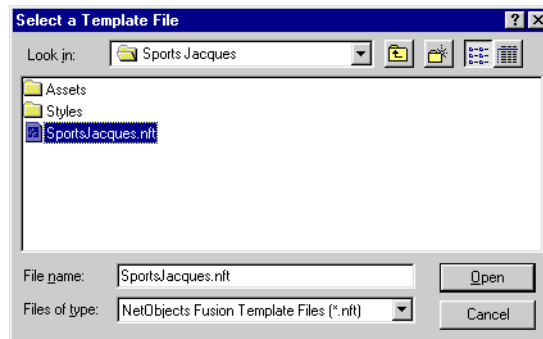 Select a Template File
Look in: Sports Jacques
Assets
Styles
SportsJacques.nft
File name: SportsJacques.nft Open
Files of type: NetObjects Fusion Template Files (*.nft) Cancel